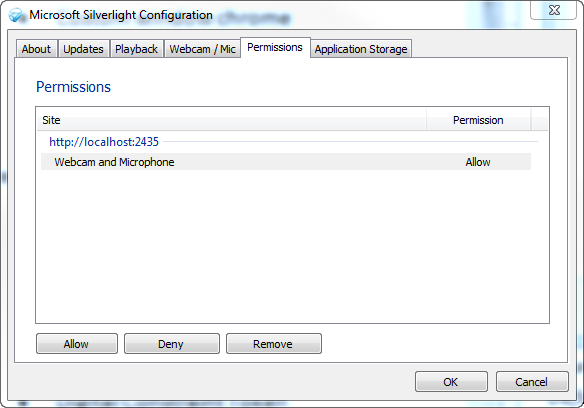 Microsoft Silverlight Configuration
About Updates Playback Webcam / Mic Permissions Application Storage
Permissions
Site Permission
http://localhost:2435
Webcam and Microphone Allow
Allow Deny Remove
OK Cancel